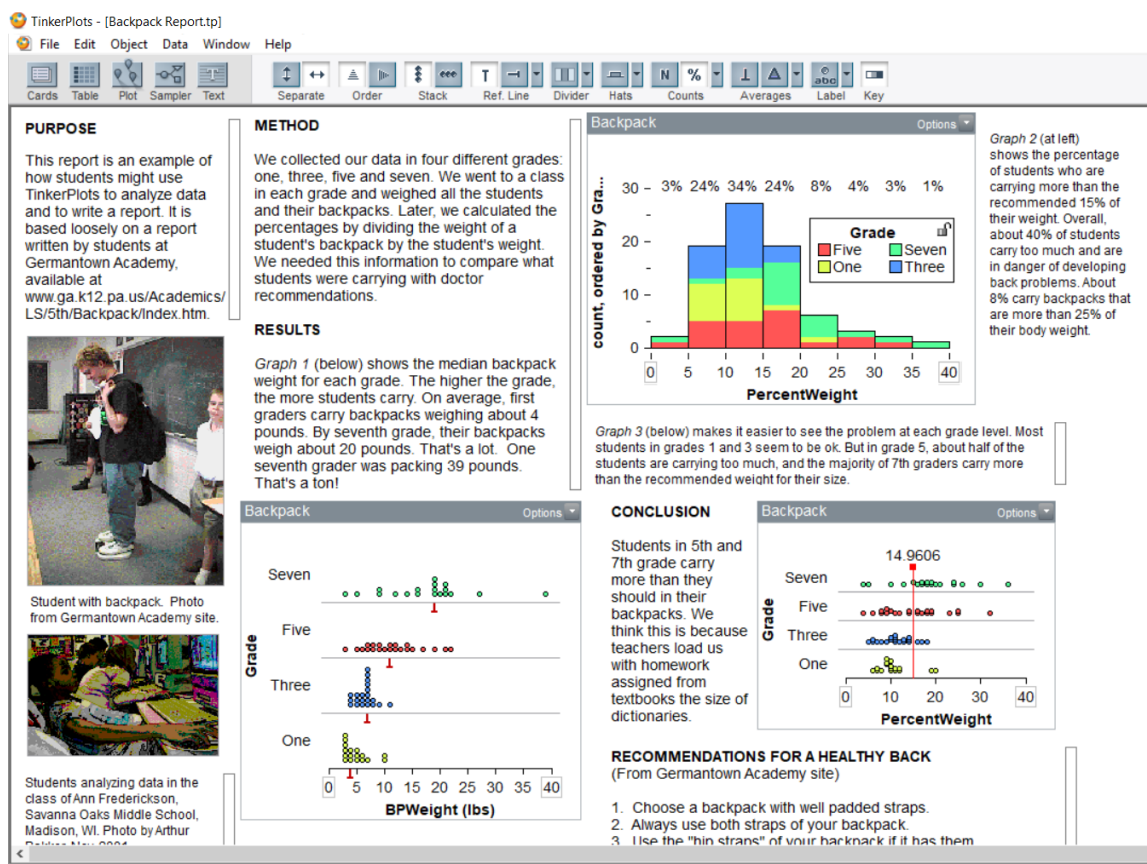 TinkerPlots - [Backpack Report.tp]
File Edit Object Data Window Help
Cards Table Plot Sampler Text Separate Order Stack Ref. Line Divider Hats Counts Averages Label Key
PURPOSE
This report is an example of
how students might use
TinkerPlots to analyze data
and to write a report. It is
based loosely on a report
written by students at
Germantown Academy,
available at
www.ga.k12.pa.us/Academics/
LS/5th/Backpack/Index.htm.
Student with backpack. Photo
from Germantown Academy site.
Students analyzing data in the
class of Ann Frederickson,
Savanna Oaks Middle School,
Madison, WI. Photo by Arthur
METHOD
We collected our data in four different grades:
one, three, five and seven. We went to a class
in each grade and weighed all the students
and their backpacks. Later, we calculated the
percentages by dividing the weight of a
student's backpack by the student's weight.
We needed this information to compare what
students were carrying with doctor
recommendations.
RESULTS
Graph 1 (below) shows the median backpack
weight for each grade. The higher the grade,
the more students carry. On average, first
graders carry backpacks weighing about 4
pounds. By seventh grade, their backpacks
weigh about 20 pounds. That's a lot. One
seventh grader was packing 39 pounds.
That's a ton!
Backpack Options
Grade
Seven
Five
Three
One
0 5 10 15 20 25 30 35 40
BPWeight (lbs)
Backpack Options
count, ordered by Gra...
3% 24% 34% 24% 8% 4% 3% 1%
30
20
10
0
Grade
Five Seven
One Three
0 5 10 15 20 25 30 35 40
PercentWeight
Graph 2 (at left)
shows the percentage
of students who are
carrying more than the
recommended 15% of
their weight. Overall,
about 40% of students
carry too much and are
in danger of developing
back problems. About
8% carry backpacks that
are more than 25% of
their body weight.
Graph 3 (below) makes it easier to see the problem at each grade level. Most
students in grades 1 and 3 seem to be ok. But in grade 5, about half of the
students are carrying too much, and the majority of 7th graders carry more
than the recommended weight for their size.
CONCLUSION
Students in 5th and
7th grade carry
more than they
should in their
backpacks. We
think this is because
teachers load us
with homework
assigned from
textbooks the size of
dictionaries.
Backpack Options
14.9606
Grade
Seven
Five
Three
One
0 10 20 30 40
PercentWeight
RECOMMENDATIONS FOR A HEALTHY BACK
(From Germantown Academy site)
1. Choose a backpack with well padded straps.
2. Always use both straps of your backpack.
3. Use the "hip straps" of your backpack if it has them